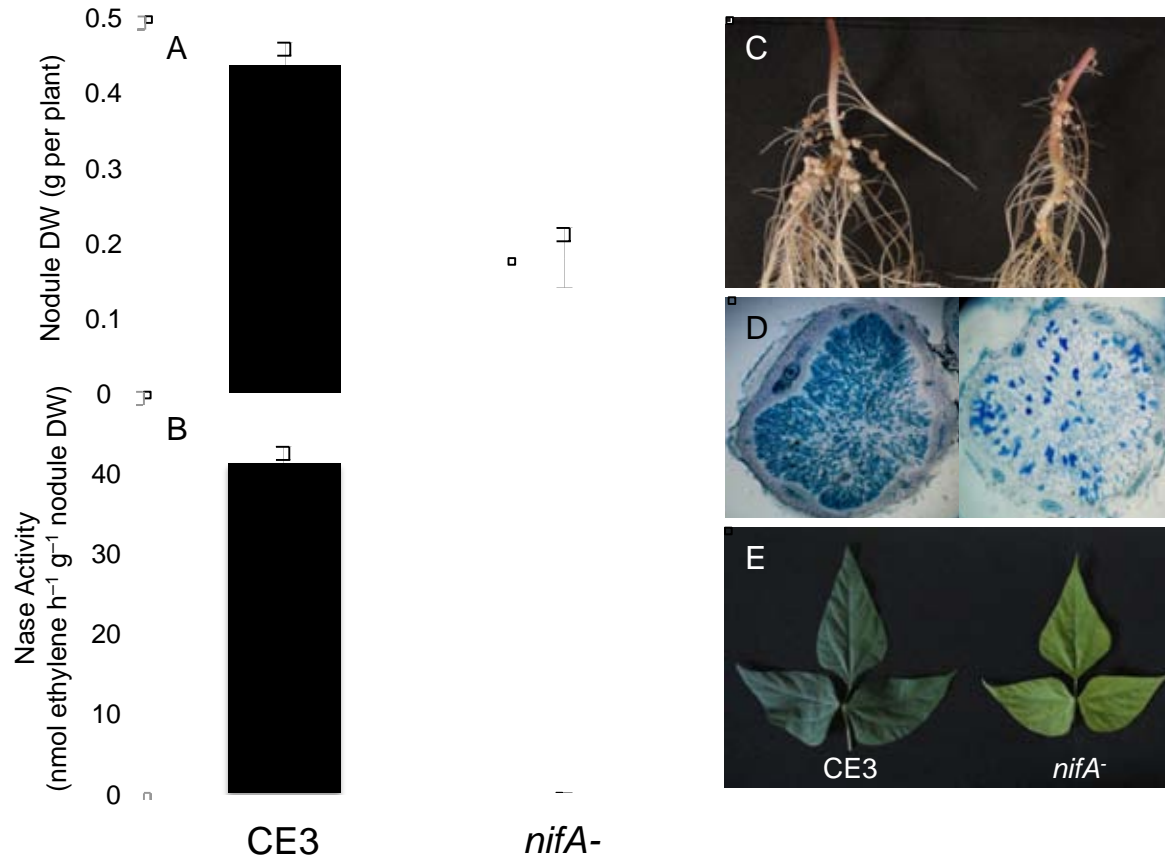 0.5
0.4
0.3
0.2
0.1
0
Nodule DW (g per plant)
A
B
40
30
20
10
0
Nase Activity
(nmol ethylene h⁻¹ g⁻¹ nodule DW)
CE3
nifA-
C
D
E
CE3
nifA⁻